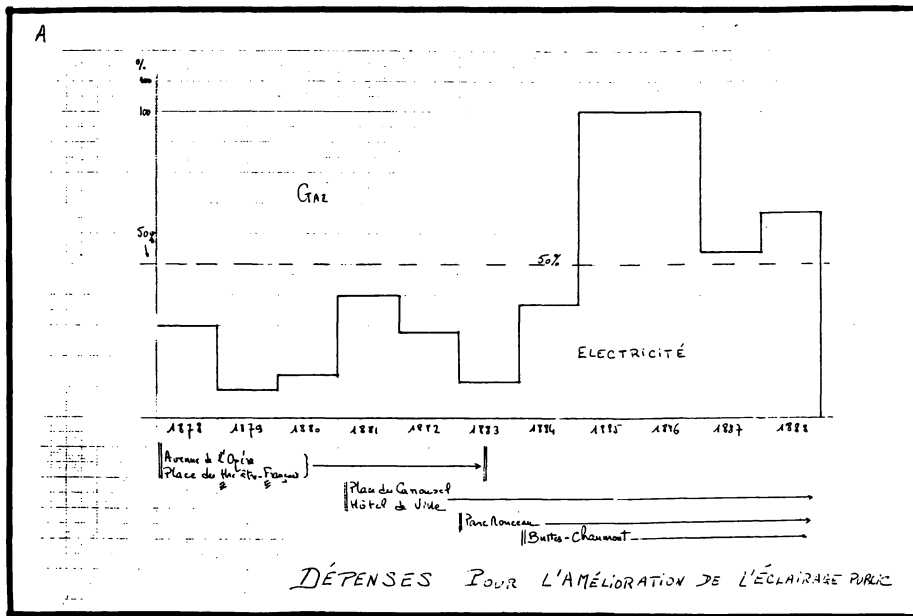 A
%
100
GAZ
50%
50%
ELECTRICITÉ
1878 1879 1880 1881 1882 1883 1884 1885 1886 1887 1888
Avenue de l'Opéra
Place du Théâtre-Français
Place du Carrousel
Hôtel de Ville
Parc Monceau
Buttes-Chaumont
DÉPENSES POUR L'AMÉLIORATION DE L'ÉCLAIRAGE PUBLIC